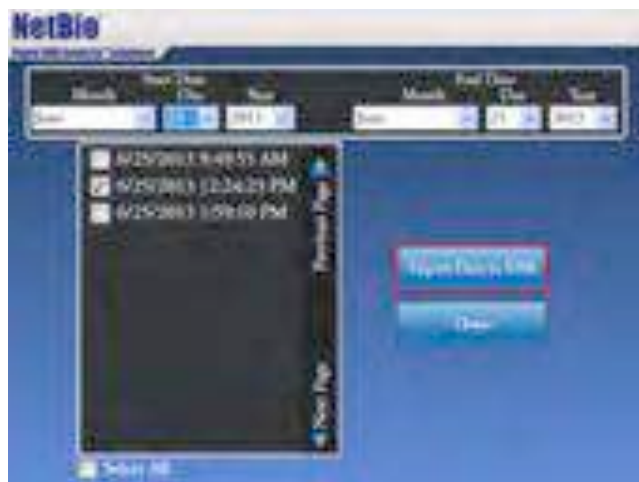 NetBio
Start Date
End Date
Month Day Year
Month Day Year
June 2013
June 25 2013
6/25/2013 9:49:55 AM
6/25/2013 12:24:23 PM
6/25/2013 1:59:10 PM
Previous Page
Next Page
Export Data to USB
Select All